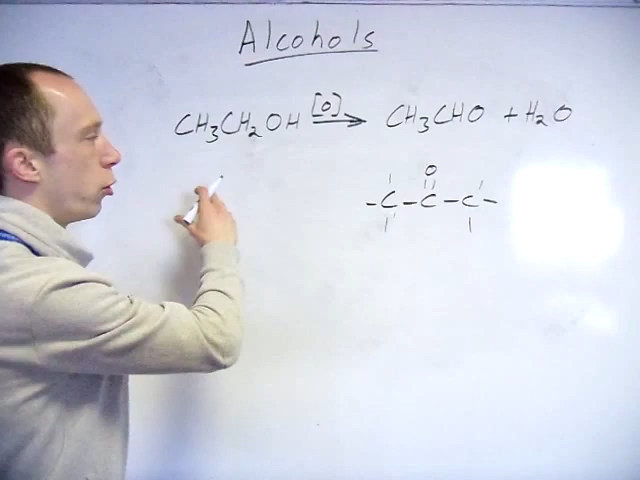 Alcohols
CH₃CH₂OH [O] → CH₃CHO + H₂O
O
-C-C-C-